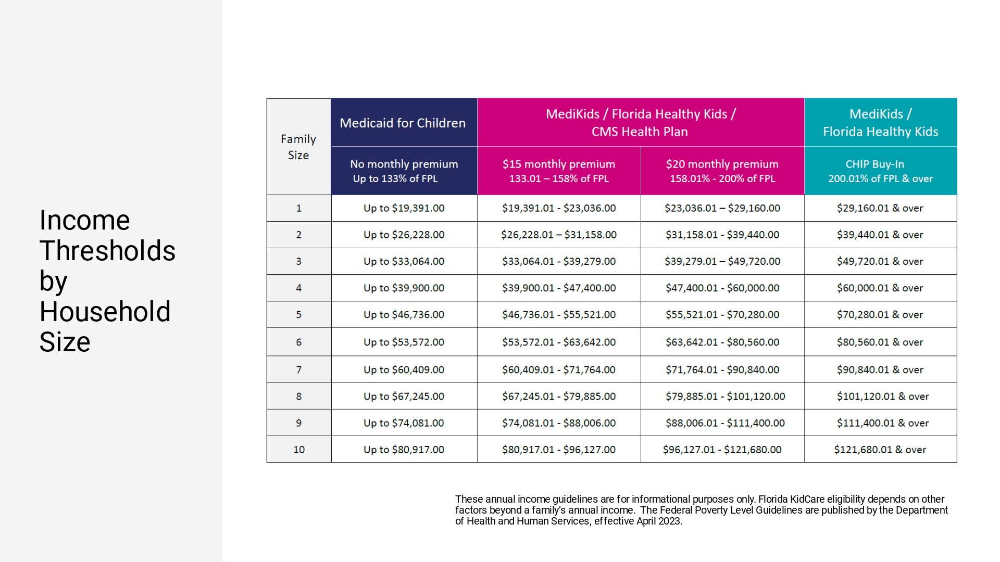 Income
Thresholds
by
Household
Size
Family
Size
Medicaid for Children
MediKids / Florida Healthy Kids /
CMS Health Plan
MediKids /
Florida Healthy Kids
No monthly premium
Up to 133% of FPL
$15 monthly premium
133.01 – 158% of FPL
$20 monthly premium
158.01% - 200% of FPL
CHIP Buy-In
200.01% of FPL & over
1 Up to $19,391.00 $19,391.01 - $23,036.00 $23,036.01 – $29,160.00 $29,160.01 & over
2 Up to $26,228.00 $26,228.01 – $31,158.00 $31,158.01 - $39,440.00 $39,440.01 & over
3 Up to $33,064.00 $33,064.01 - $39,279.00 $39,279.01 – $49,720.00 $49,720.01 & over
4 Up to $39,900.00 $39,900.01 - $47,400.00 $47,400.01 - $60,000.00 $60,000.01 & over
5 Up to $46,736.00 $46,736.01 - $55,521.00 $55,521.01 - $70,280.00 $70,280.01 & over
6 Up to $53,572.00 $53,572.01 - $63,642.00 $63,642.01 - $80,560.00 $80,560.01 & over
7 Up to $60,409.00 $60,409.01 - $71,764.00 $71,764.01 - $90,840.00 $90,840.01 & over
8 Up to $67,245.00 $67,245.01 - $79,885.00 $79,885.01 - $101,120.00 $101,120.01 & over
9 Up to $74,081.00 $74,081.01 - $88,006.00 $88,006.01 - $111,400.00 $111,400.01 & over
10 Up to $80,917.00 $80,917.01 - $96,127.00 $96,127.01 - $121,680.00 $121,680.01 & over
These annual income guidelines are for informational purposes only. Florida KidCare eligibility depends on other
factors beyond a family’s annual income. The Federal Poverty Level Guidelines are published by the Department
of Health and Human Services, effective April 2023.